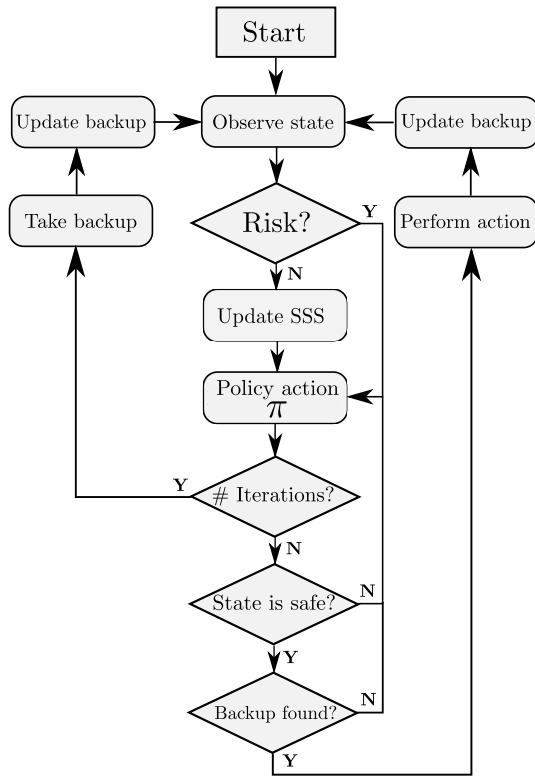 Start
Update backup
Observe state
Update backup
Take backup
Risk?
Y
Perform action
N
Update SSS
Policy action
π
Y
# Iterations?
N
State is safe?
N
Y
Backup found?
N
Y